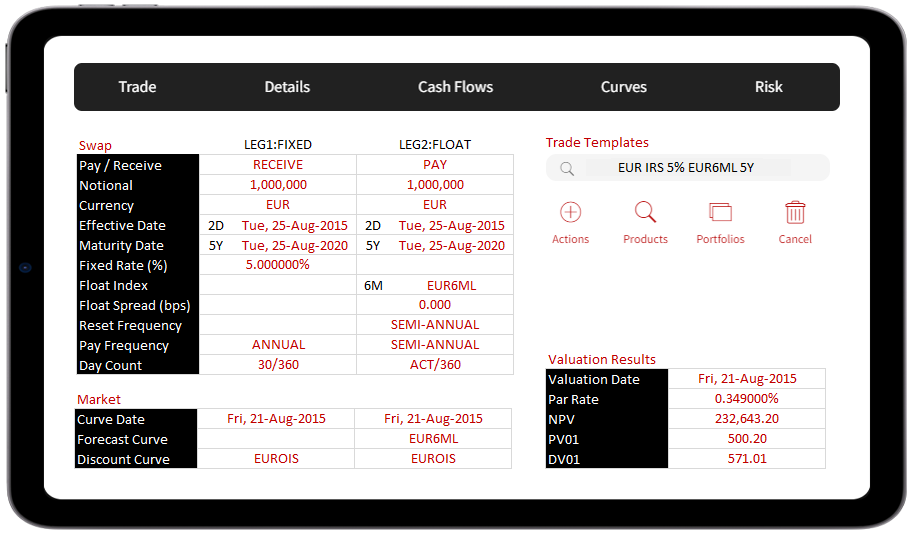 Trade Details Cash Flows Curves Risk
Swap LEG1:FIXED LEG2:FLOAT
Pay / Receive RECEIVE PAY
Notional 1,000,000 1,000,000
Currency EUR EUR
Effective Date 2D Tue, 25-Aug-2015 2D Tue, 25-Aug-2015
Maturity Date 5Y Tue, 25-Aug-2020 5Y Tue, 25-Aug-2020
Fixed Rate (%) 5.000000%
Float Index 6M EUR6ML
Float Spread (bps) 0.000
Reset Frequency SEMI-ANNUAL
Pay Frequency ANNUAL SEMI-ANNUAL
Day Count 30/360 ACT/360
Market
Curve Date Fri, 21-Aug-2015 Fri, 21-Aug-2015
Forecast Curve EUR6ML
Discount Curve EUROIS EUROIS
Trade Templates
EUR IRS 5% EUR6ML 5Y
Actions Products Portfolios Cancel
Valuation Results
Valuation Date Fri, 21-Aug-2015
Par Rate 0.349000%
NPV 232,643.20
PV01 500.20
DV01 571.01